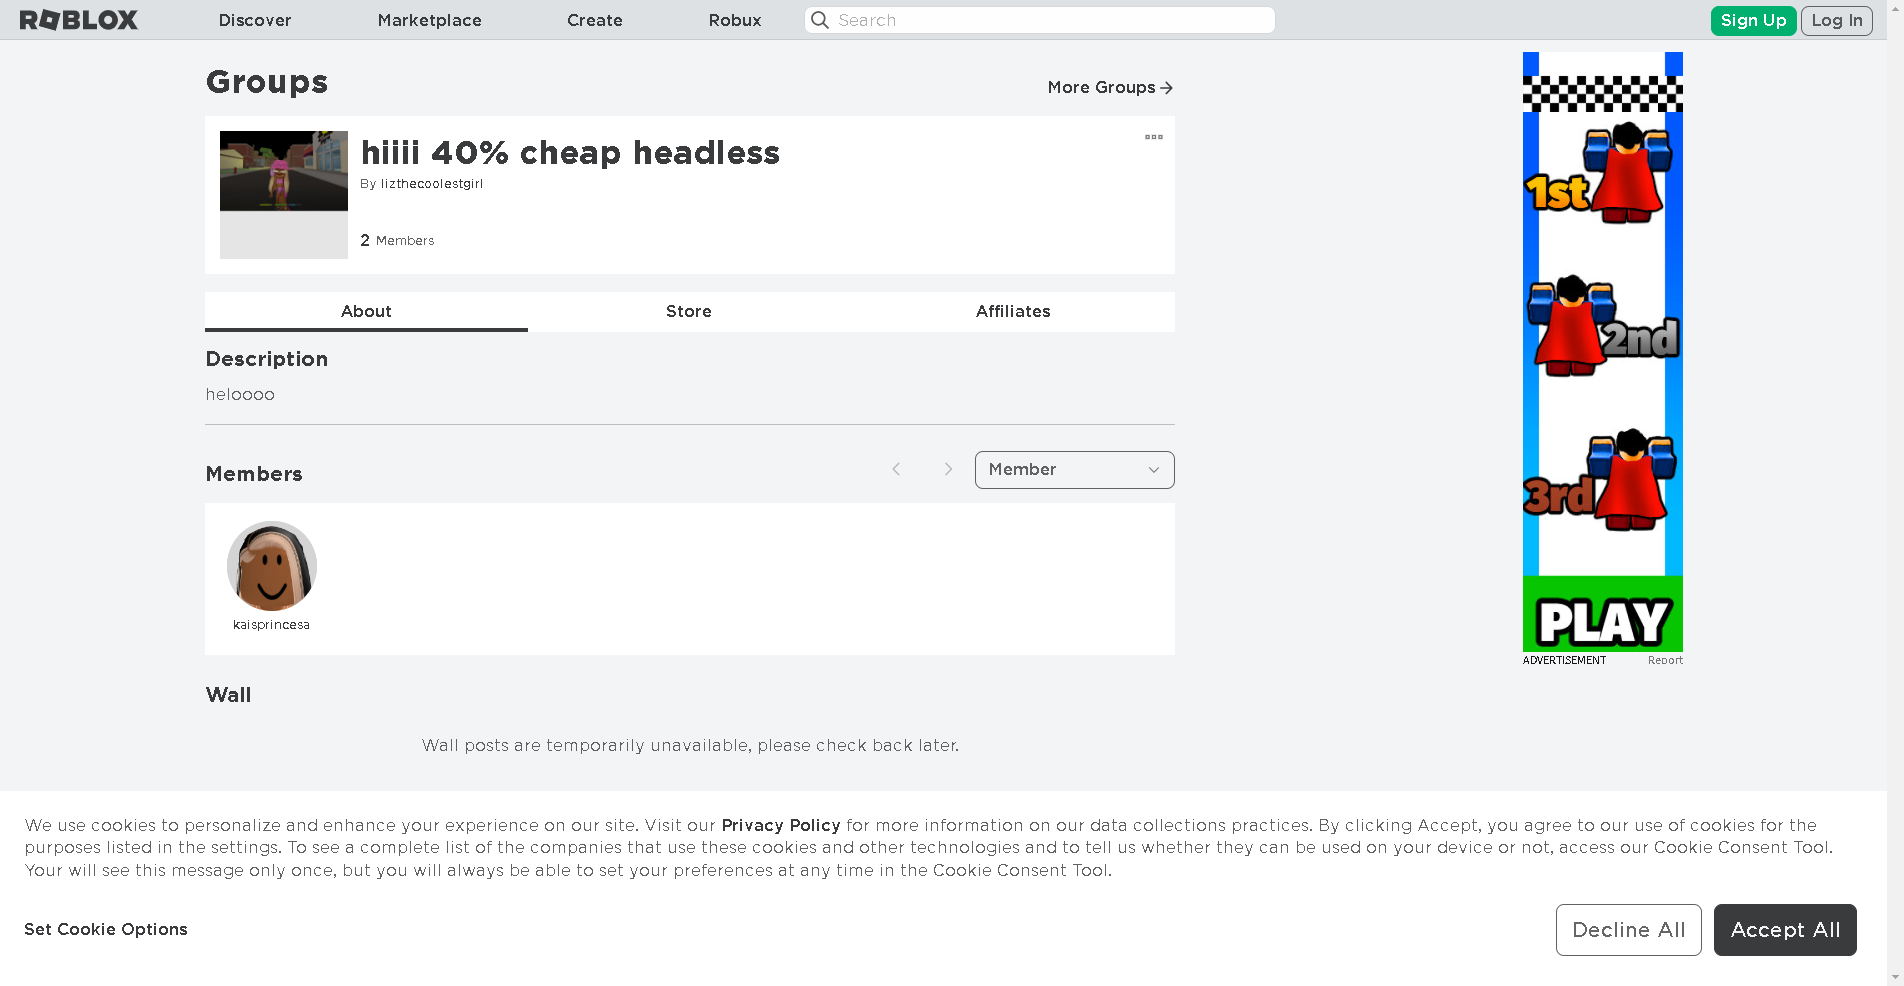 ROBLOX
Discover
Marketplace
Create
Robux
Search
Sign Up
Log In
Groups
More Groups
hiiii 40% cheap headless
By lizthecoolestgirl
2 Members
About
Store
Affiliates
Description
heloooo
Members
Member
kaisprincesa
Wall
Wall posts are temporarily unavailable, please check back later.
1st
2nd
3rd
PLAY
ADVERTISEMENT
Report
We use cookies to personalize and enhance your experience on our site. Visit our Privacy Policy for more information on our data collections practices. By clicking Accept, you agree to our use of cookies for the
purposes listed in the settings. To see a complete list of the companies that use these cookies and other technologies and to tell us whether they can be used on your device or not, access our Cookie Consent Tool.
Your will see this message only once, but you will always be able to set your preferences at any time in the Cookie Consent Tool.
Set Cookie Options
Decline All
Accept All